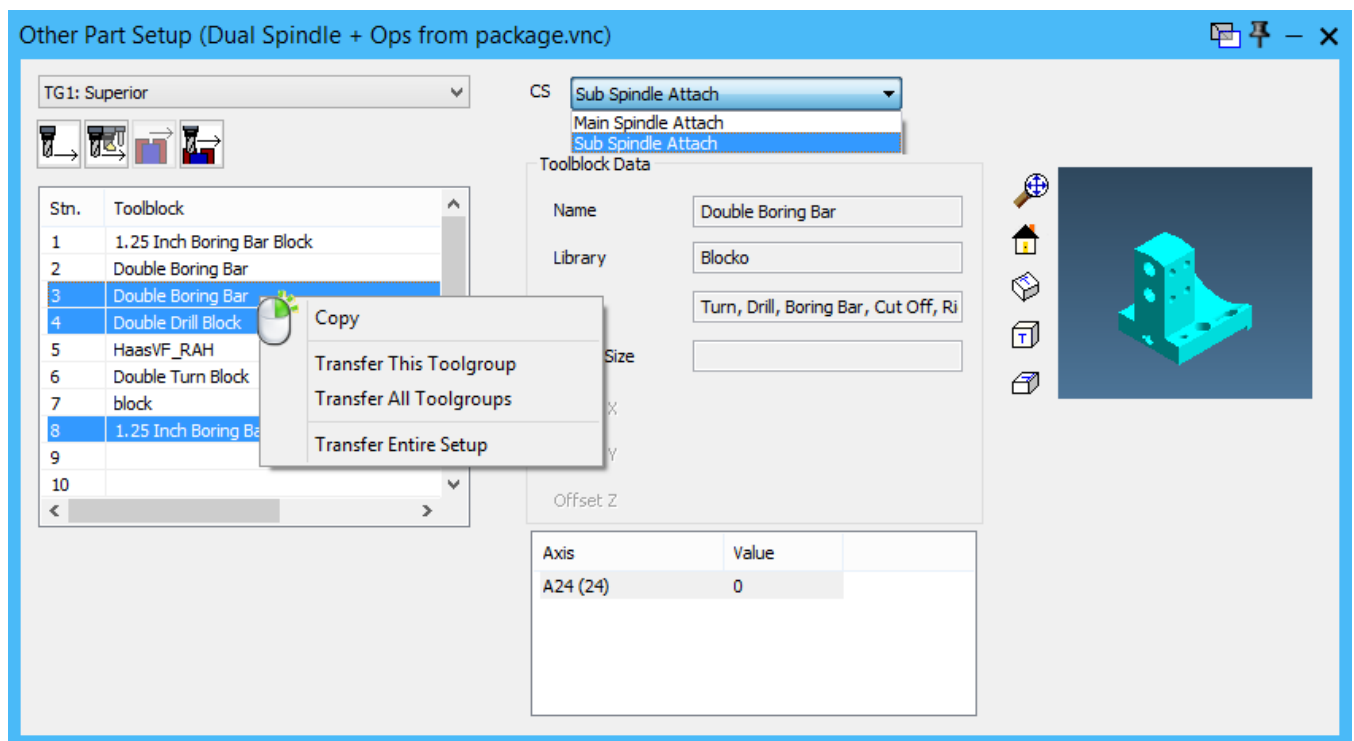 Other Part Setup (Dual Spindle + Ops from package.vnc)
TG1: Superior
CS
Sub Spindle Attach
Main Spindle Attach
Sub Spindle Attach
Stn. Toolblock
1 1.25 Inch Boring Bar Block
2 Double Boring Bar
3 Double Boring Bar
4 Double Drill Block
5 HaasVF_RAH
6 Double Turn Block
7 block
8 1.25 Inch Boring Ba
9
10
Copy
Transfer This Toolgroup
Transfer All Toolgroups
Transfer Entire Setup
Toolblock Data
Name Double Boring Bar
Library Blocko
Turn, Drill, Boring Bar, Cut Off, Ri
Size
X
Y
Offset Z
Axis Value
A24 (24) 0
T